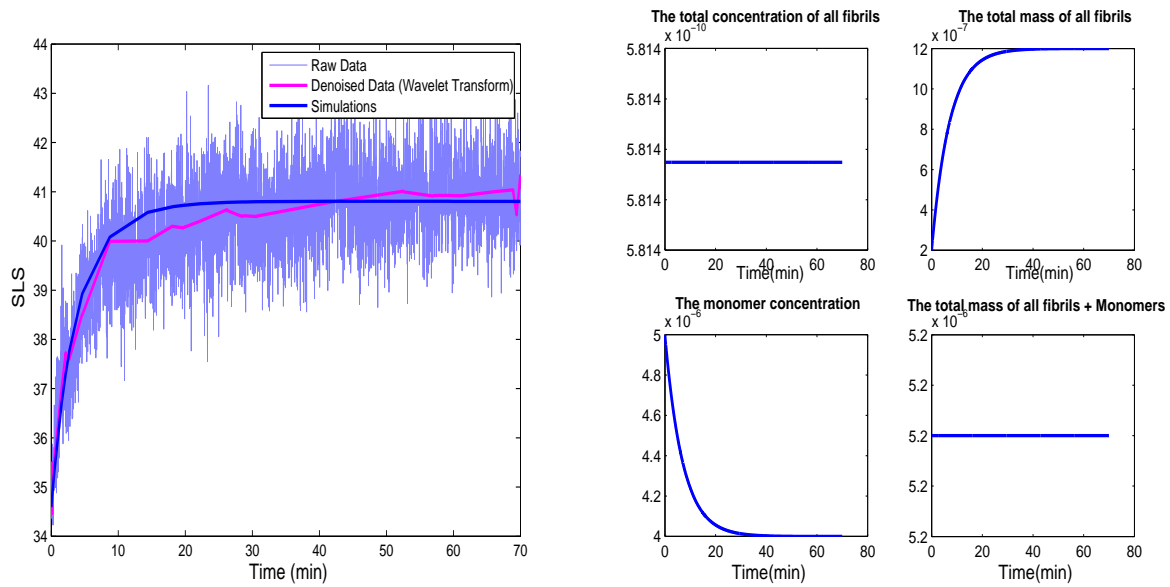 SLS
44
43
42
41
40
39
38
37
36
35
34
0 10 20 30 40 50 60 70
Time (min)
Raw Data
Denoised Data (Wavelet Transform)
Simulations
The total concentration of all fibrils
x 10^-10
5.814
5.814
5.814
5.814
5.814
0 20 40 60 80
Time(min)
The total mass of all fibrils
x 10^-7
12
10
8
6
4
2
0 20 40 60 80
Time(min)
The monomer concentration
x 10^-6
5
4.8
4.6
4.4
4.2
4
0 20 40 60 80
Time(min)
The total mass of all fibrils + Monomers
x 10^-6
5.2
5.2
5.2
5.2
5.2
0 20 40 60 80
Time(min)